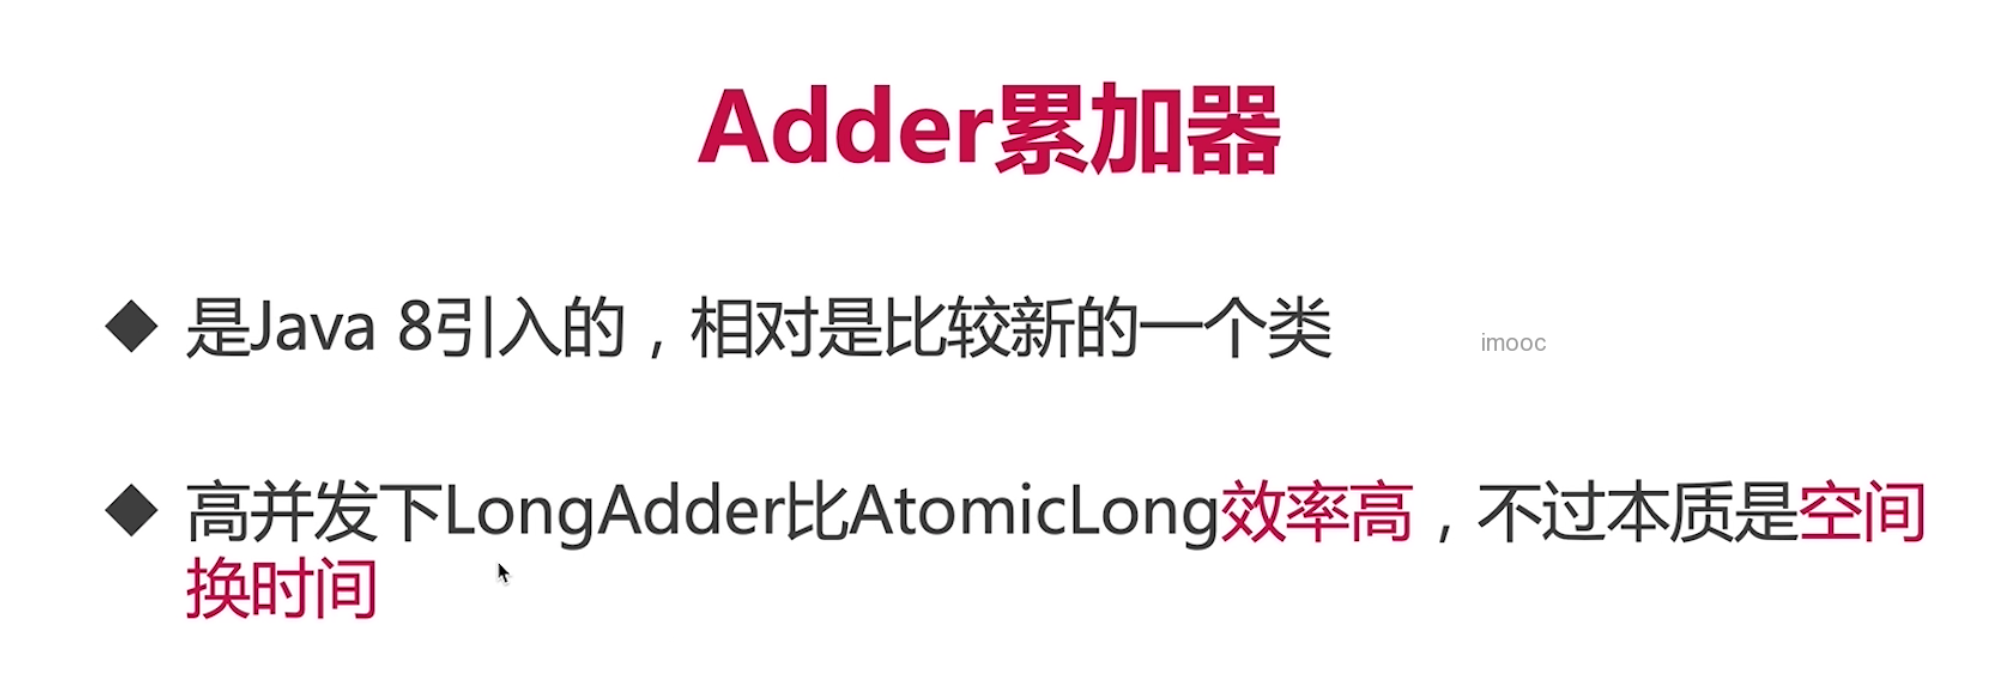 Adder累加器
是Java 8引入的，相对是比较新的一个类
imooc
高并发下LongAdder比AtomicLong效率高，不过本质是空间
换时间